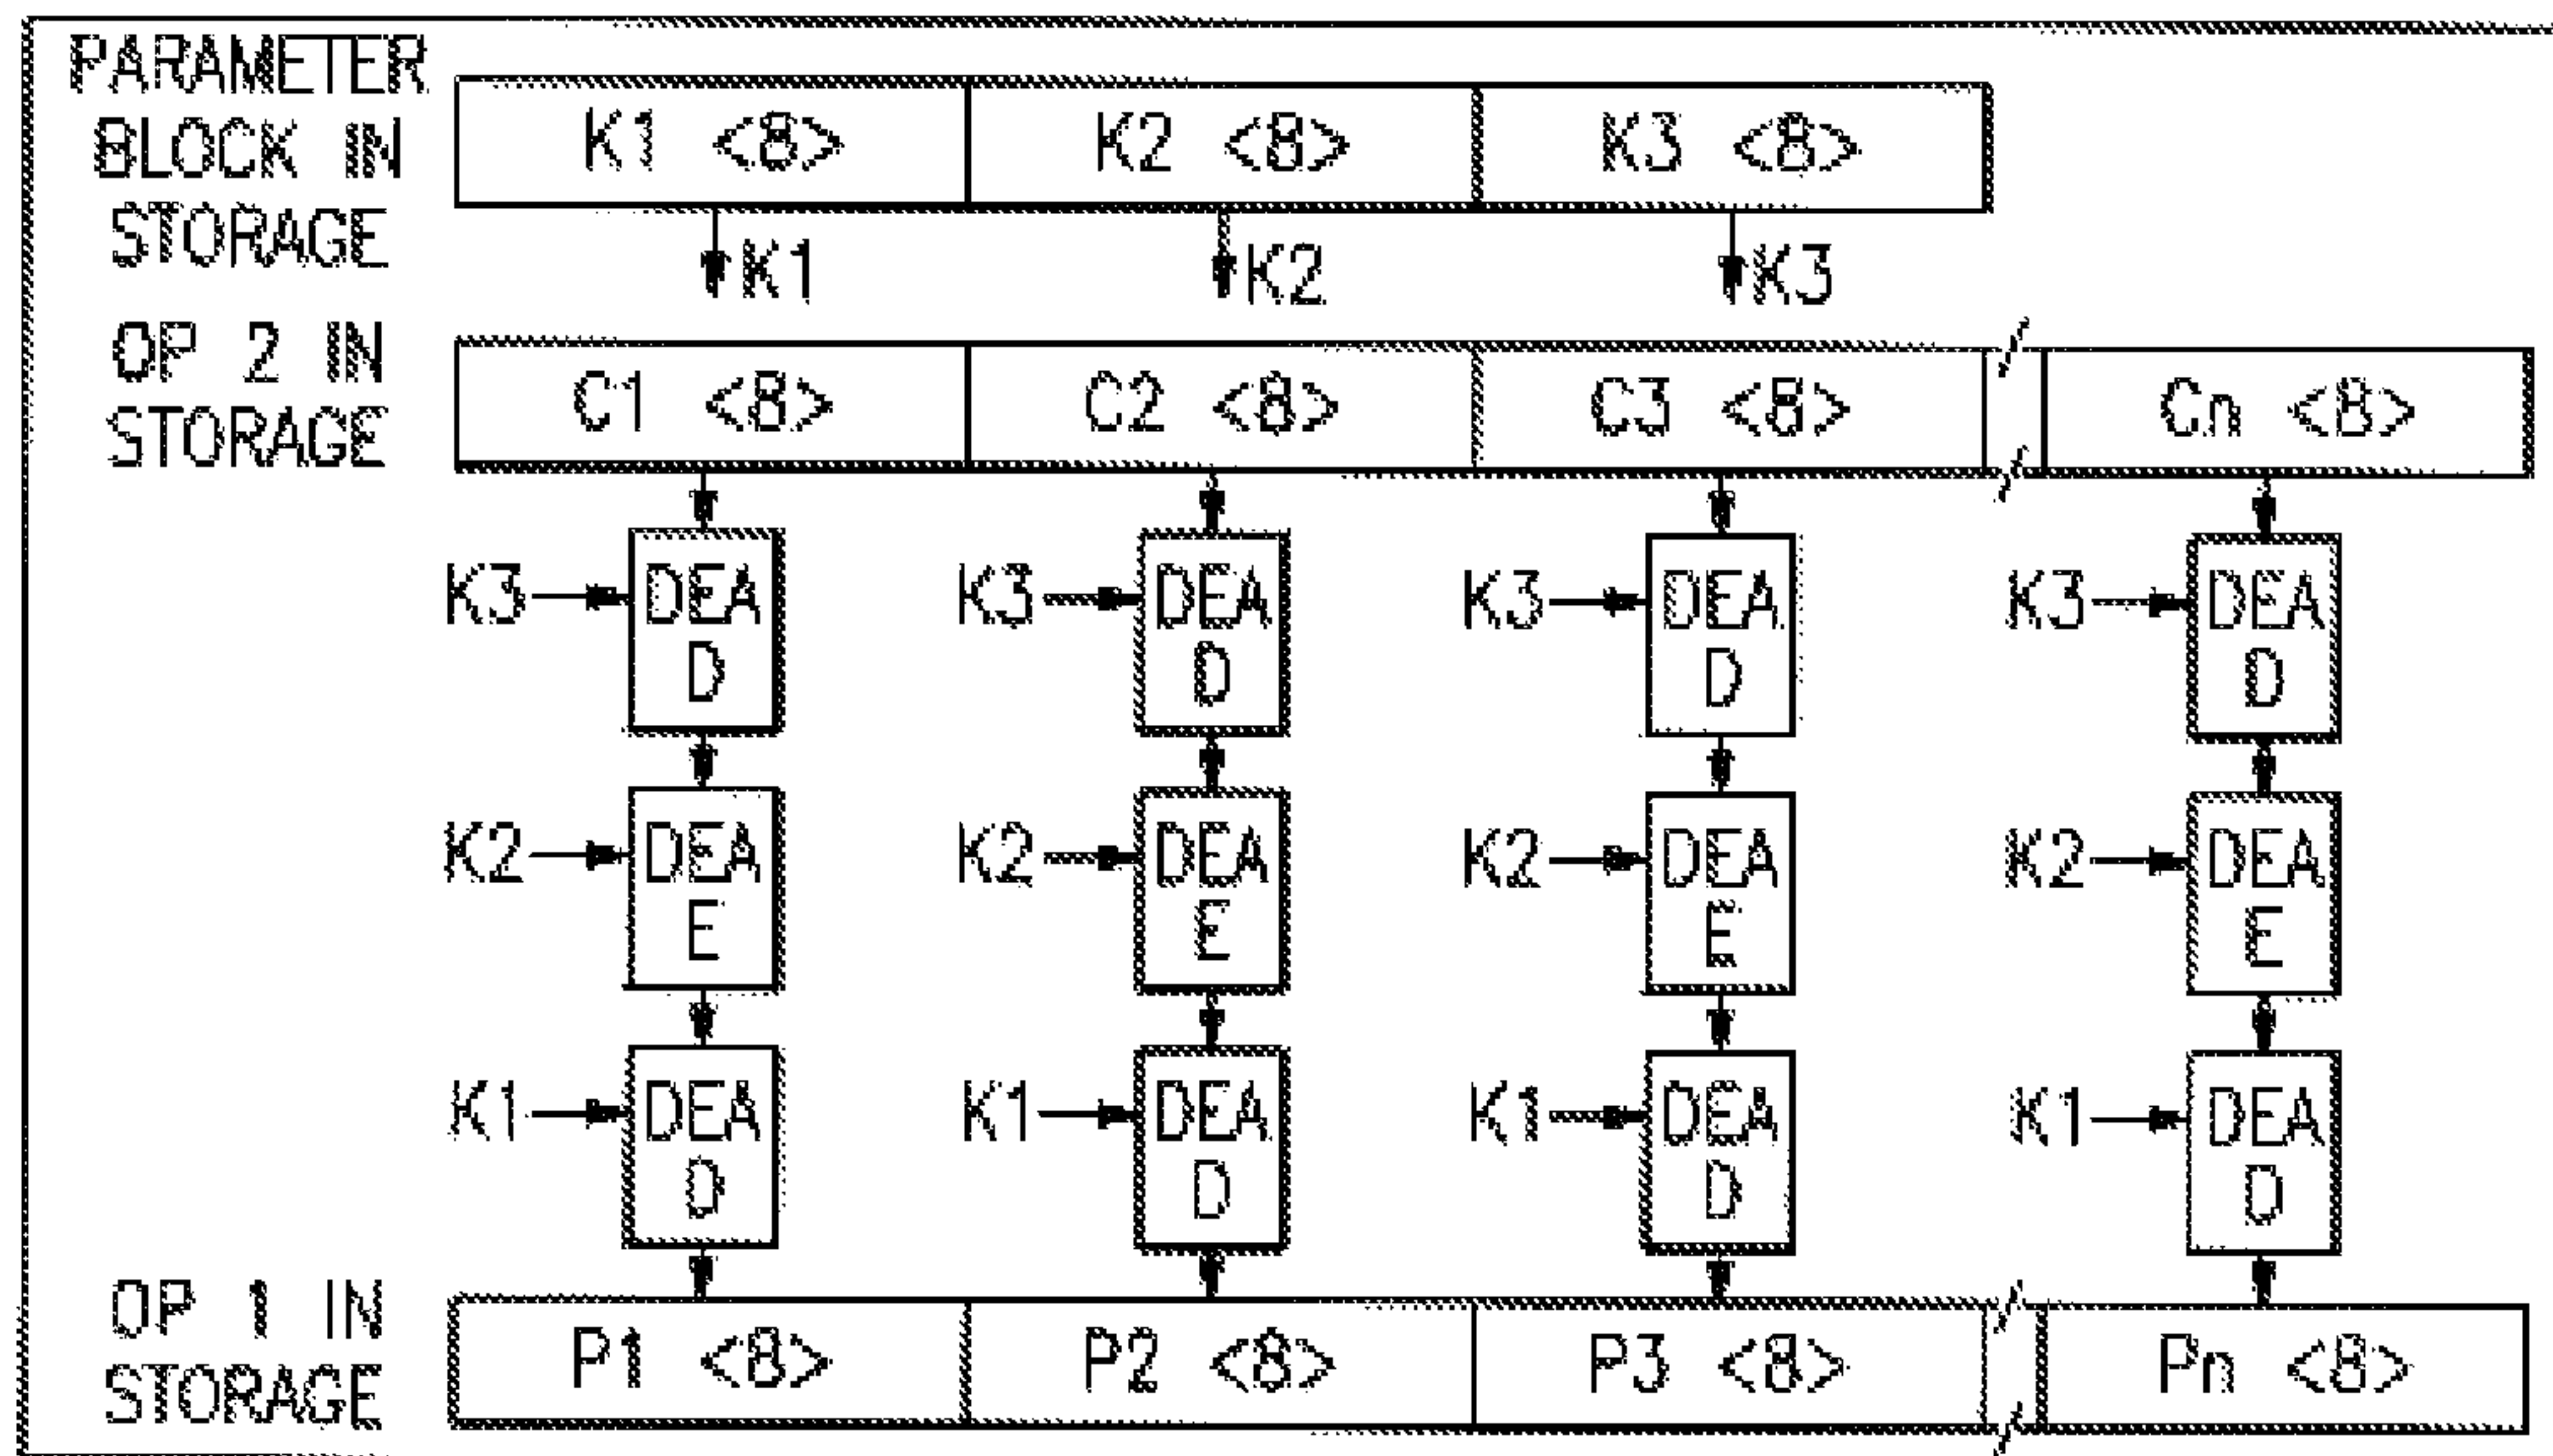 PARAMETER
BLOCK IN
STORAGE
K1 <8> K2 <8> K3 <8>
K1 K2 K3
OP 2 IN
STORAGE
C1 <8> C2 <8> C3 <8> Cn <8>
K3 DEA K3 DEA K3 DEA K3 DEA
D D D D
K2 DEA K2 DEA K2 DEA K2 DEA
E E E E
K1 DEA K1 DEA K1 DEA K1 DEA
D D D D
OP 1 IN
STORAGE
P1 <8> P2 <8> P3 <8> Pn <8>